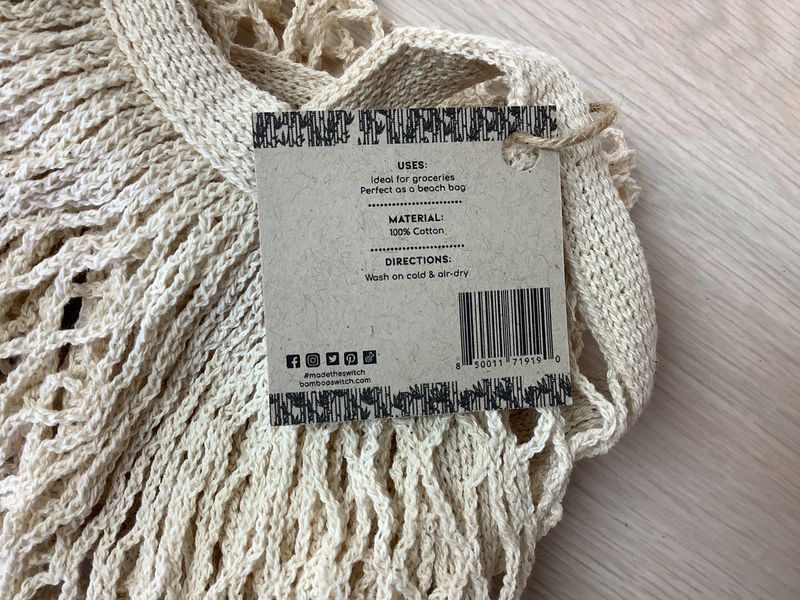 USES:
Ideal for groceries
Perfect as a beach bag
MATERIAL:
100% Cotton
DIRECTIONS:
Wash on cold & air-dry
#madetheswitch
bambooswitch.com
8 50011 71919 0